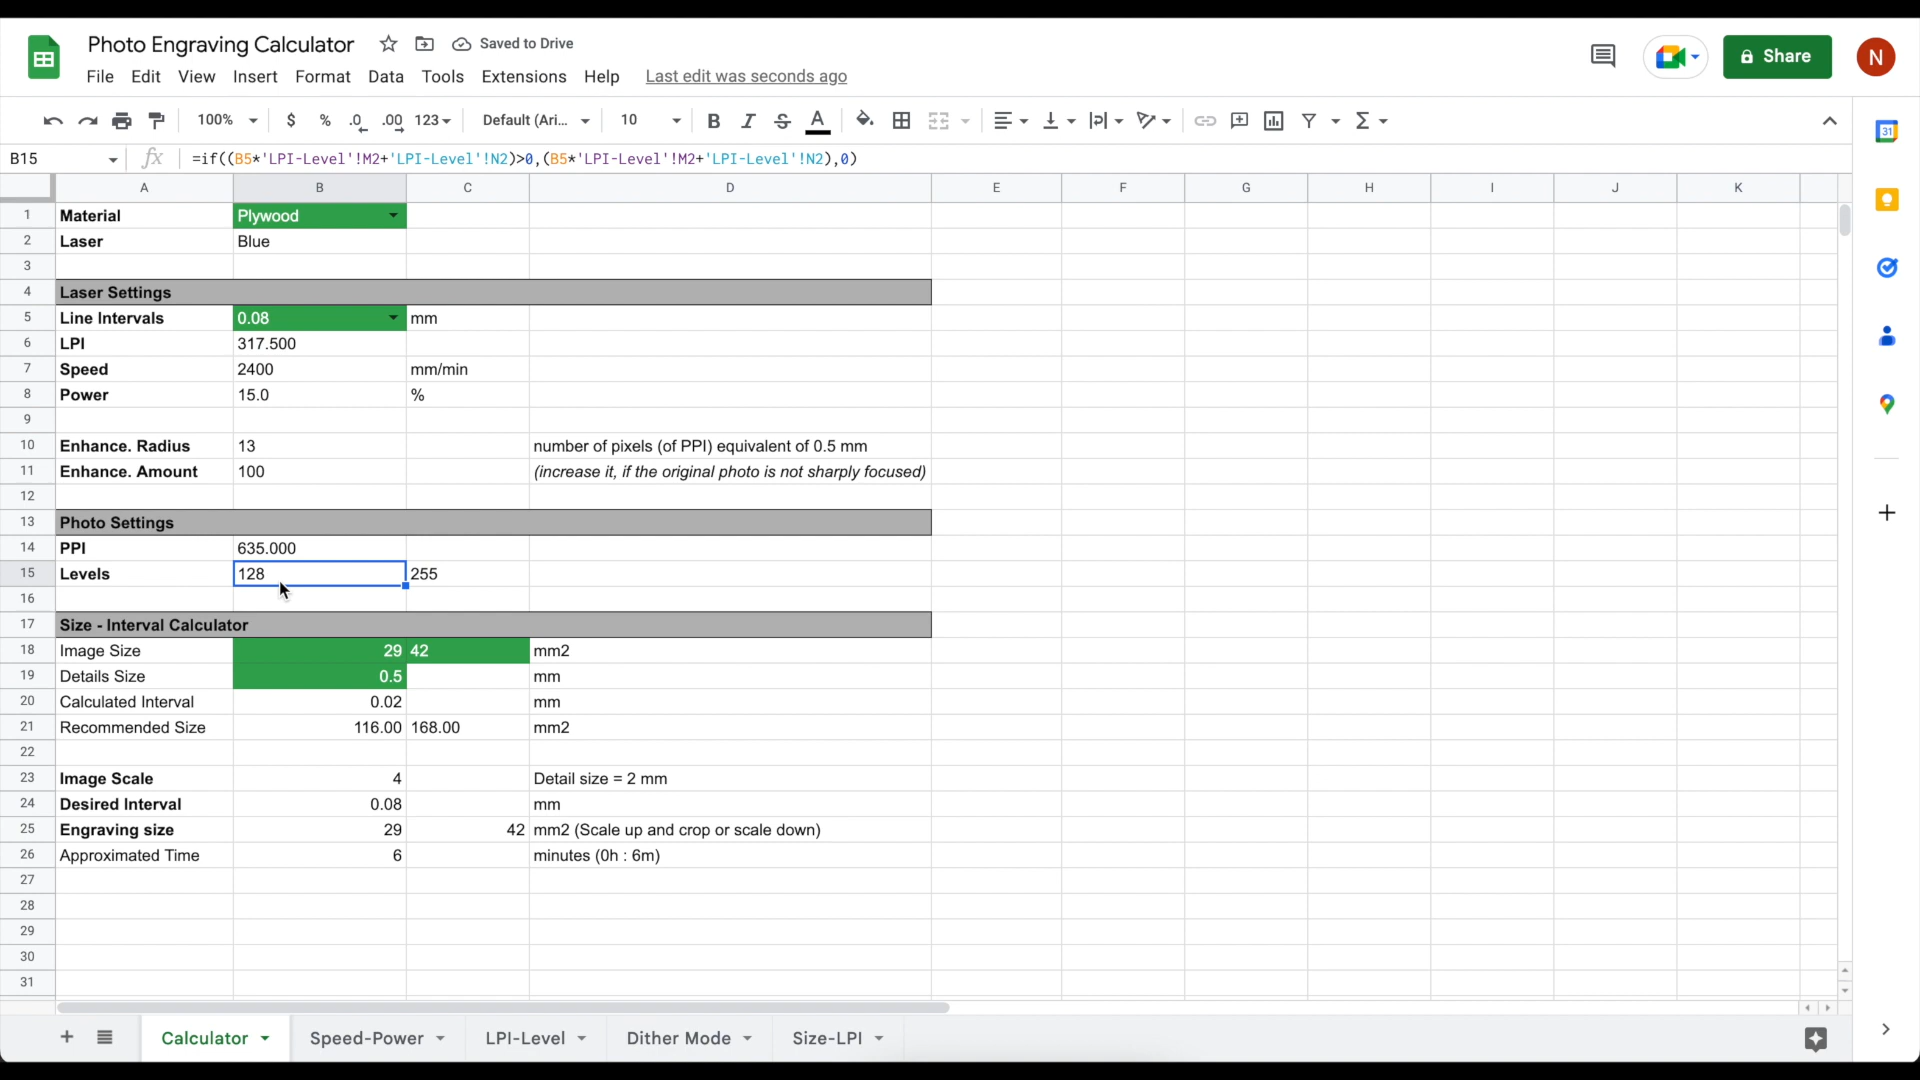 Photo Engraving Calculator Saved to Drive
File Edit View Insert Format Data Tools Extensions Help Last edit was seconds ago
Share N
100% $ % .0 .00 123 Default (Ari... 10 B I S A
31
B15 fx =if((B5*'LPI-Level'!M2+'LPI-Level'!N2)>0,(B5*'LPI-Level'!M2+'LPI-Level'!N2),0)
A B C D E F G H I J K
1 Material Plywood
2 Laser Blue
3
4 Laser Settings
5 Line Intervals 0.08 mm
6 LPI 317.500
7 Speed 2400 mm/min
8 Power 15.0 %
9
10 Enhance. Radius 13 number of pixels (of PPI) equivalent of 0.5 mm
11 Enhance. Amount 100 (increase it, if the original photo is not sharply focused)
12
13 Photo Settings
14 PPI 635.000
15 Levels 128 255
16
17 Size - Interval Calculator
18 Image Size 29 42 mm2
19 Details Size 0.5 mm
20 Calculated Interval 0.02 mm
21 Recommended Size 116.00 168.00 mm2
22
23 Image Scale 4 Detail size = 2 mm
24 Desired Interval 0.08 mm
25 Engraving size 29 42 mm2 (Scale up and crop or scale down)
26 Approximated Time 6 minutes (0h : 6m)
27
28
29
30
31
Calculator Speed-Power LPI-Level Dither Mode Size-LPI